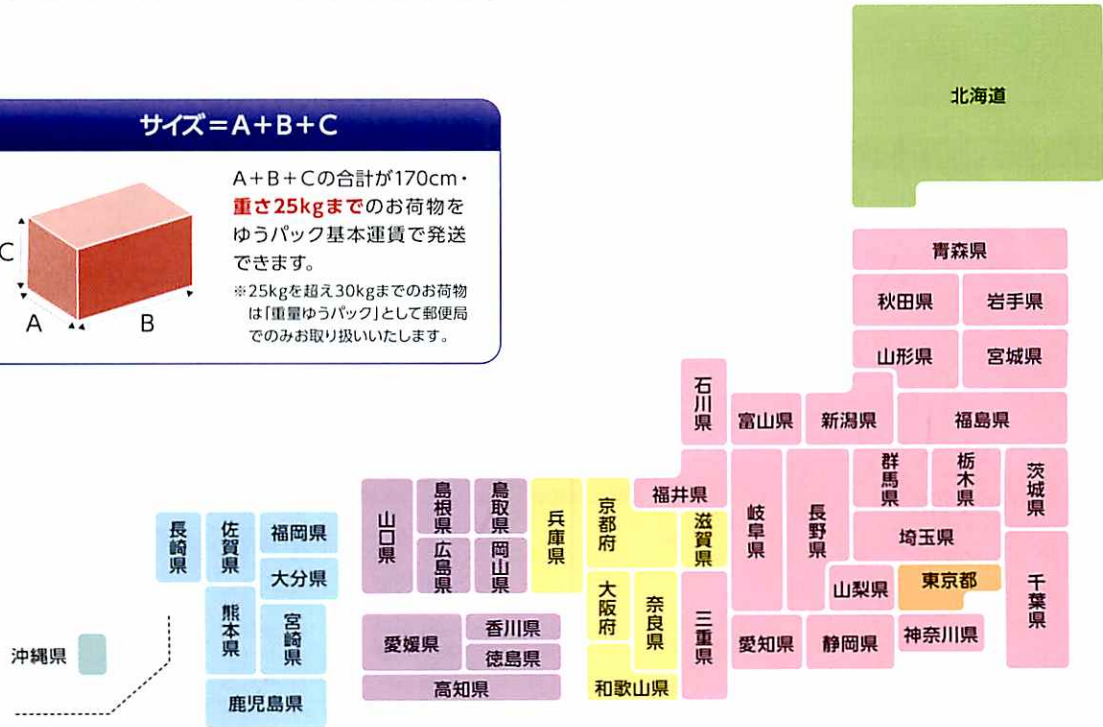 サイズ=A+B+C
A+B+Cの合計が170cm・
重さ25kgまでのお荷物を
ゆうパック基本運賃で発送
できます。
※25kgを超え30kgまでのお荷物
は「重量ゆうパック」として郵便局
でのみお取り扱いいたします。
C
A
B
北海道
青森県
秋田県
岩手県
山形県
宮城県
石川県
富山県
新潟県
福島県
福井県
岐阜県
長野県
群馬県
栃木県
茨城県
埼玉県
山梨県
東京都
千葉県
三重県
愛知県
静岡県
神奈川県
兵庫県
京都府
滋賀県
大阪府
奈良県
和歌山県
山口県
島根県
鳥取県
広島県
岡山県
愛媛県
香川県
徳島県
高知県
長崎県
佐賀県
福岡県
大分県
熊本県
宮崎県
鹿児島県
沖縄県